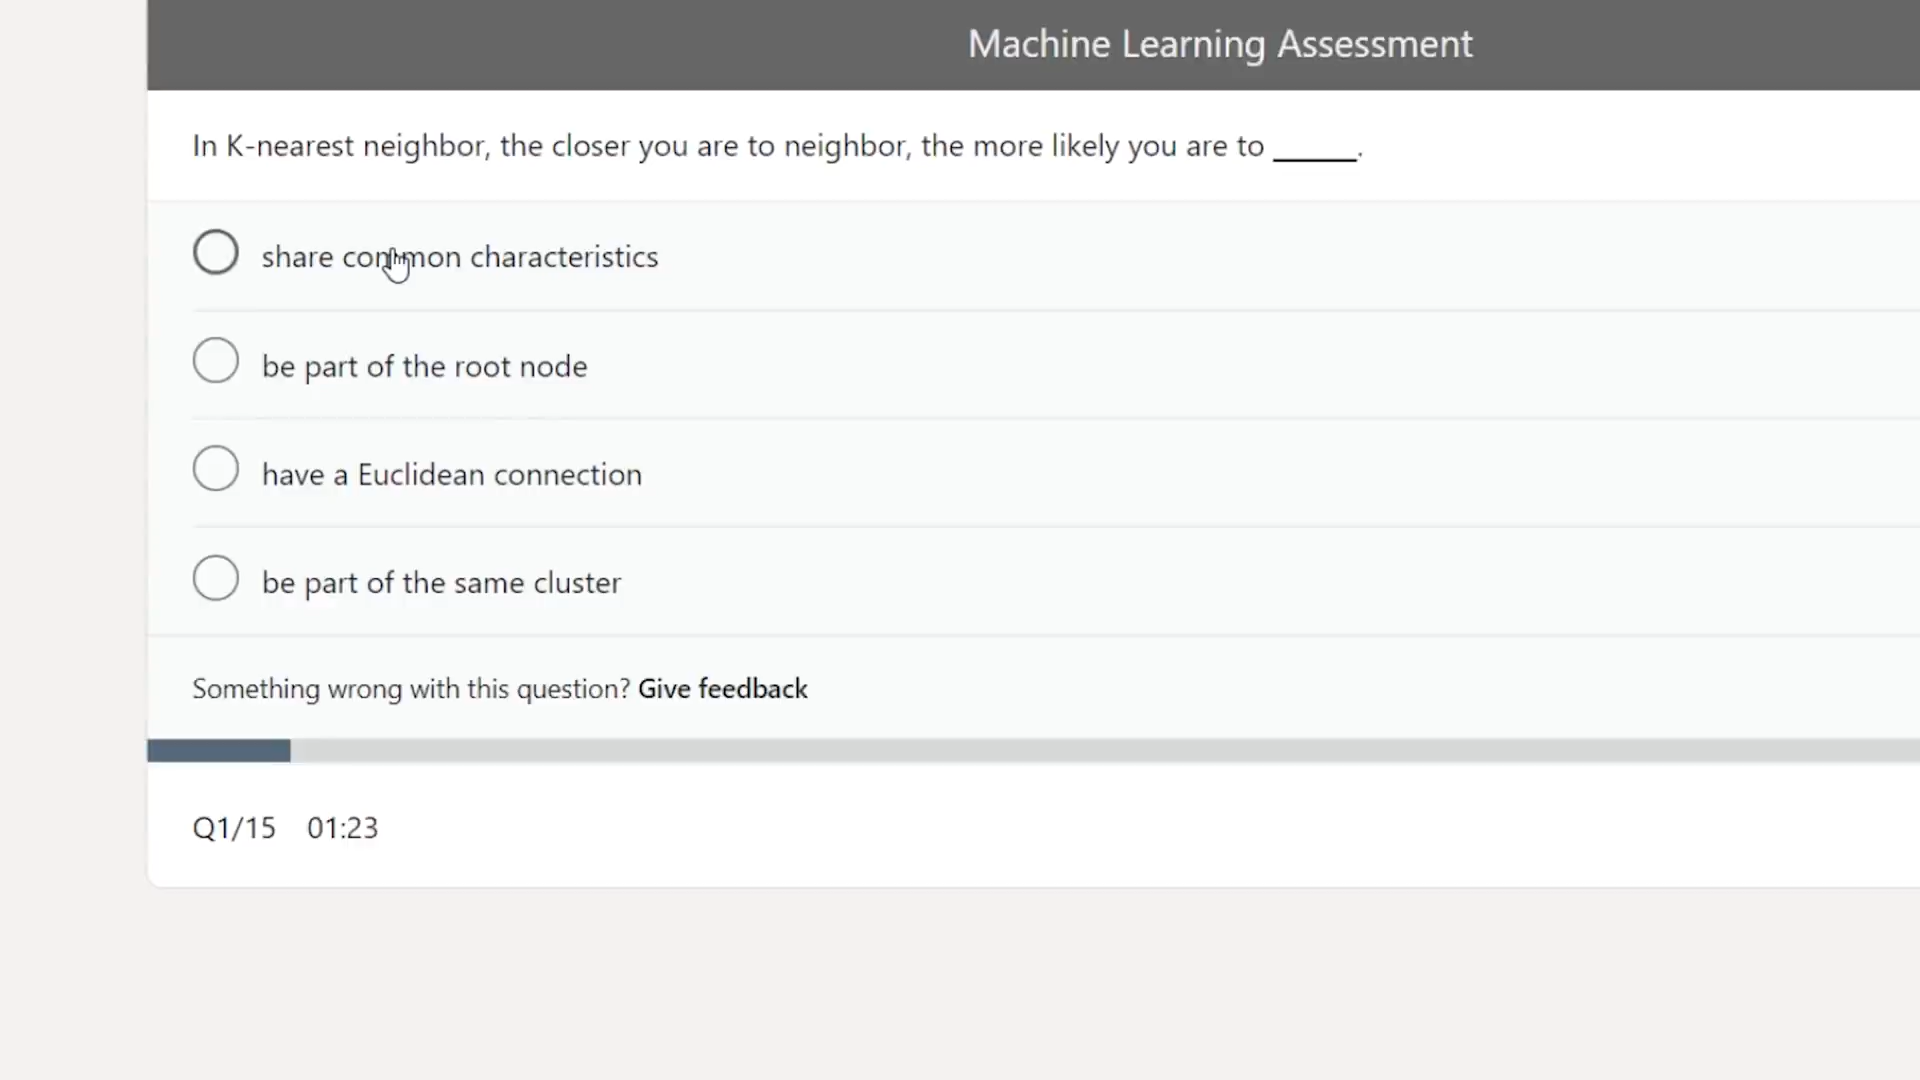 Machine Learning Assessment
In K-nearest neighbor, the closer you are to neighbor, the more likely you are to ______.
share common characteristics
be part of the root node
have a Euclidean connection
be part of the same cluster
Something wrong with this question? Give feedback
Q1/15 01:23